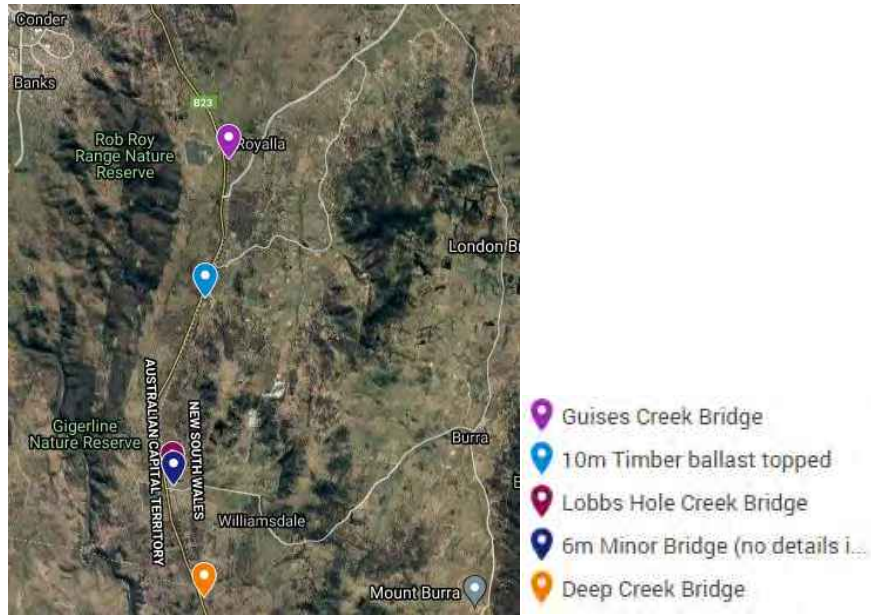 Conder
Banks
B23
Rob Roy
Range Nature
Reserve
Royalla
London
AUSTRALIAN CAPITAL TERRITORY
NEW SOUTH WALES
Gigerline
Nature Reserve
Burra
Williamsdale
Mount Burra
Guises Creek Bridge
10m Timber ballast topped
Lobbs Hole Creek Bridge
6m Minor Bridge (no details i...
Deep Creek Bridge